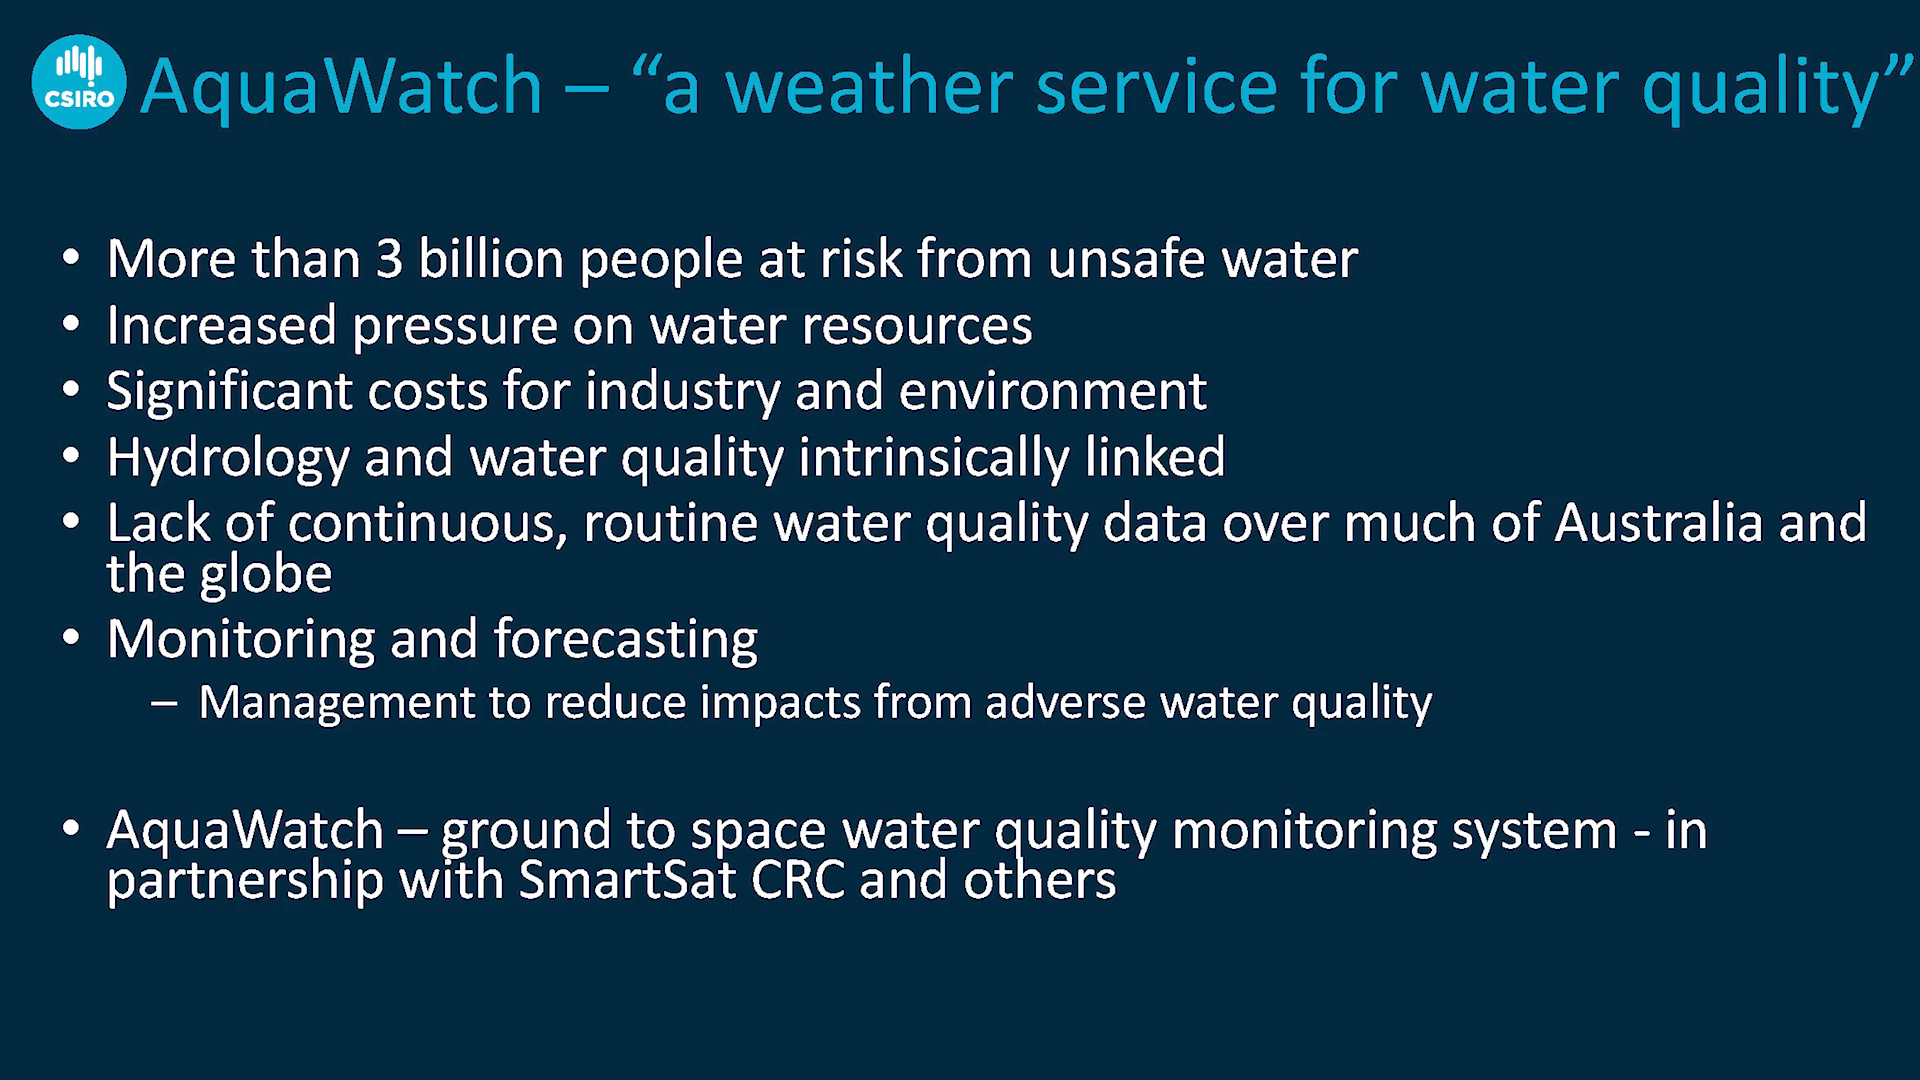 CSIRO
AquaWatch – “a weather service for water quality”
• More than 3 billion people at risk from unsafe water
• Increased pressure on water resources
• Significant costs for industry and environment
• Hydrology and water quality intrinsically linked
• Lack of continuous, routine water quality data over much of Australia and
the globe
• Monitoring and forecasting
– Management to reduce impacts from adverse water quality
• AquaWatch – ground to space water quality monitoring system - in
partnership with SmartSat CRC and others